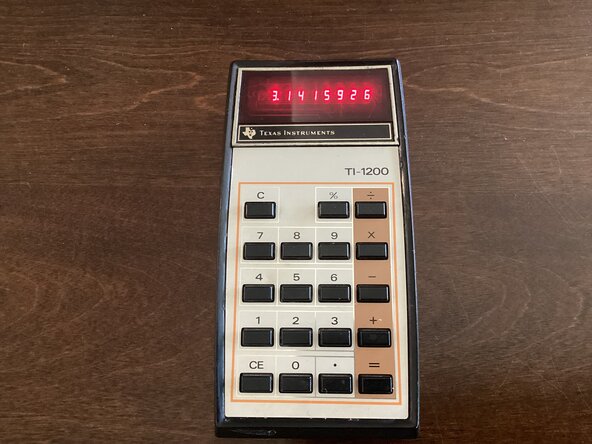 3.1415926
TEXAS INSTRUMENTS
TI-1200
C % ÷
7 8 9 ×
4 5 6 −
1 2 3 +
CE 0 . =